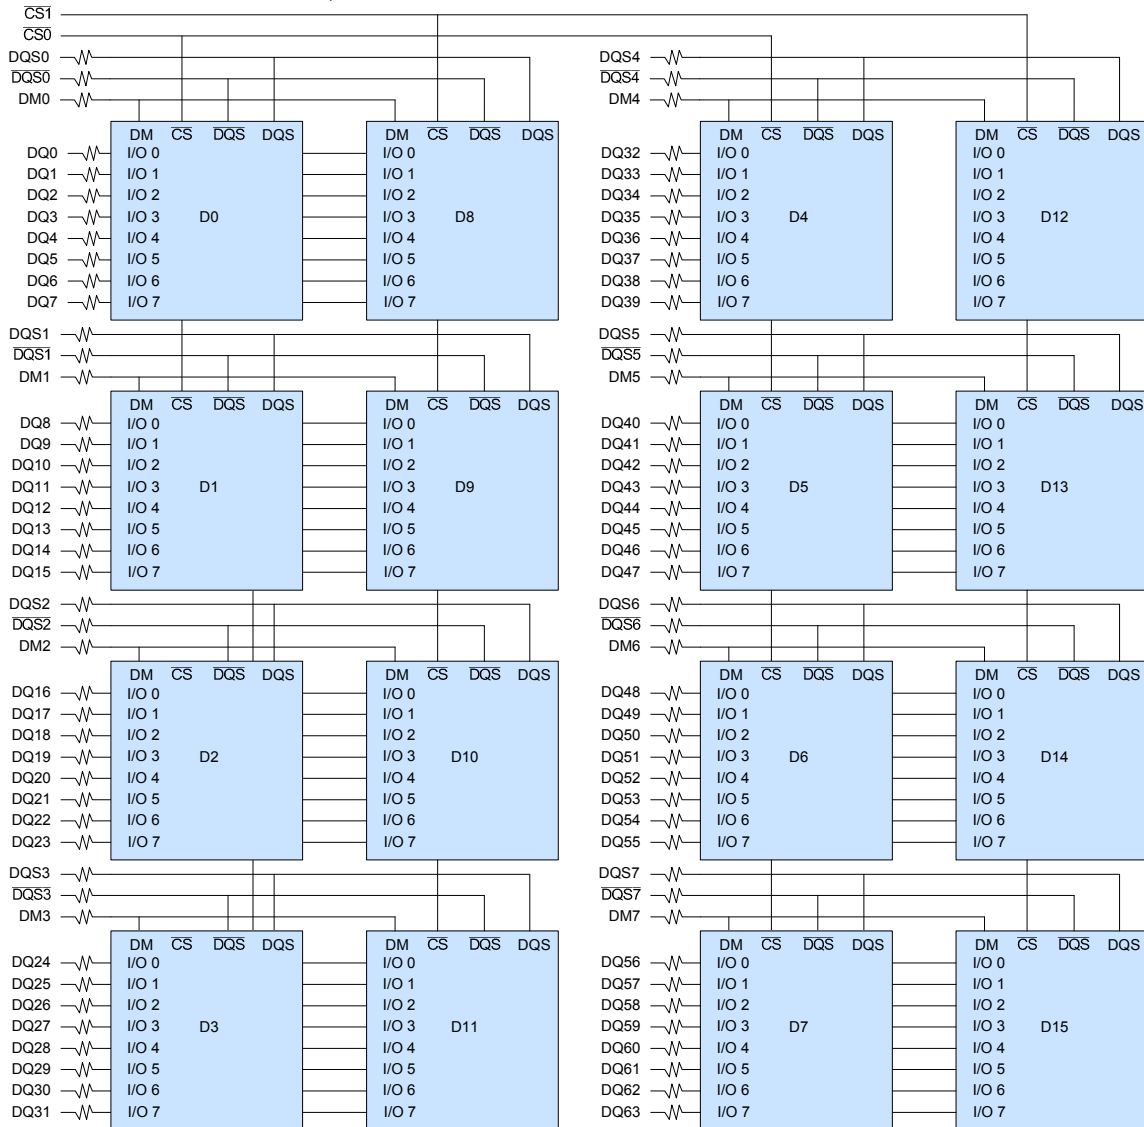 CS1
CS0
DQS0
DQS0
DM0
DM CS DQS DQS
DQ0 I/O 0
DQ1 I/O 1
DQ2 I/O 2
DQ3 I/O 3 D0
DQ4 I/O 4
DQ5 I/O 5
DQ6 I/O 6
DQ7 I/O 7
DM CS DQS DQS
I/O 0
I/O 1
I/O 2
I/O 3 D8
I/O 4
I/O 5
I/O 6
I/O 7
DQS1
DQS1
DM1
DM CS DQS DQS
DQ8 I/O 0
DQ9 I/O 1
DQ10 I/O 2
DQ11 I/O 3 D1
DQ12 I/O 4
DQ13 I/O 5
DQ14 I/O 6
DQ15 I/O 7
DM CS DQS DQS
I/O 0
I/O 1
I/O 2
I/O 3 D9
I/O 4
I/O 5
I/O 6
I/O 7
DQS2
DQS2
DM2
DM CS DQS DQS
DQ16 I/O 0
DQ17 I/O 1
DQ18 I/O 2
DQ19 I/O 3 D2
DQ20 I/O 4
DQ21 I/O 5
DQ22 I/O 6
DQ23 I/O 7
DM CS DQS DQS
I/O 0
I/O 1
I/O 2
I/O 3 D10
I/O 4
I/O 5
I/O 6
I/O 7
DQS3
DQS3
DM3
DM CS DQS DQS
DQ24 I/O 0
DQ25 I/O 1
DQ26 I/O 2
DQ27 I/O 3 D3
DQ28 I/O 4
DQ29 I/O 5
DQ30 I/O 6
DQ31 I/O 7
DM CS DQS DQS
I/O 0
I/O 1
I/O 2
I/O 3 D11
I/O 4
I/O 5
I/O 6
I/O 7
DQS4
DQS4
DM4
DM CS DQS DQS
DQ32 I/O 0
DQ33 I/O 1
DQ34 I/O 2
DQ35 I/O 3 D4
DQ36 I/O 4
DQ37 I/O 5
DQ38 I/O 6
DQ39 I/O 7
DM CS DQS DQS
I/O 0
I/O 1
I/O 2
I/O 3 D12
I/O 4
I/O 5
I/O 6
I/O 7
DQS5
DQS5
DM5
DM CS DQS DQS
DQ40 I/O 0
DQ41 I/O 1
DQ42 I/O 2
DQ43 I/O 3 D5
DQ44 I/O 4
DQ45 I/O 5
DQ46 I/O 6
DQ47 I/O 7
DM CS DQS DQS
I/O 0
I/O 1
I/O 2
I/O 3 D13
I/O 4
I/O 5
I/O 6
I/O 7
DQS6
DQS6
DM6
DM CS DQS DQS
DQ48 I/O 0
DQ49 I/O 1
DQ50 I/O 2
DQ51 I/O 3 D6
DQ52 I/O 4
DQ53 I/O 5
DQ54 I/O 6
DQ55 I/O 7
DM CS DQS DQS
I/O 0
I/O 1
I/O 2
I/O 3 D14
I/O 4
I/O 5
I/O 6
I/O 7
DQS7
DQS7
DM7
DM CS DQS DQS
DQ56 I/O 0
DQ57 I/O 1
DQ58 I/O 2
DQ59 I/O 3 D7
DQ60 I/O 4
DQ61 I/O 5
DQ62 I/O 6
DQ63 I/O 7
DM CS DQS DQS
I/O 0
I/O 1
I/O 2
I/O 3 D15
I/O 4
I/O 5
I/O 6
I/O 7